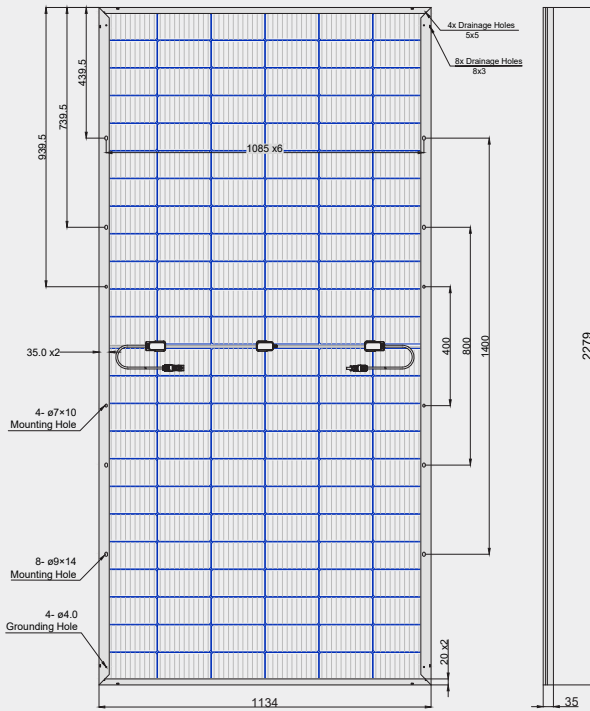 4x Drainage Holes
5x5
8x Drainage Holes
8x3
439.5
739.5
939.5
1085 x6
400
800
1400
2279
35.0 x2
4- ø7×10
Mounting Hole
8- ø9×14
Mounting Hole
4- ø4.0
Grounding Hole
20 x2
1134
35